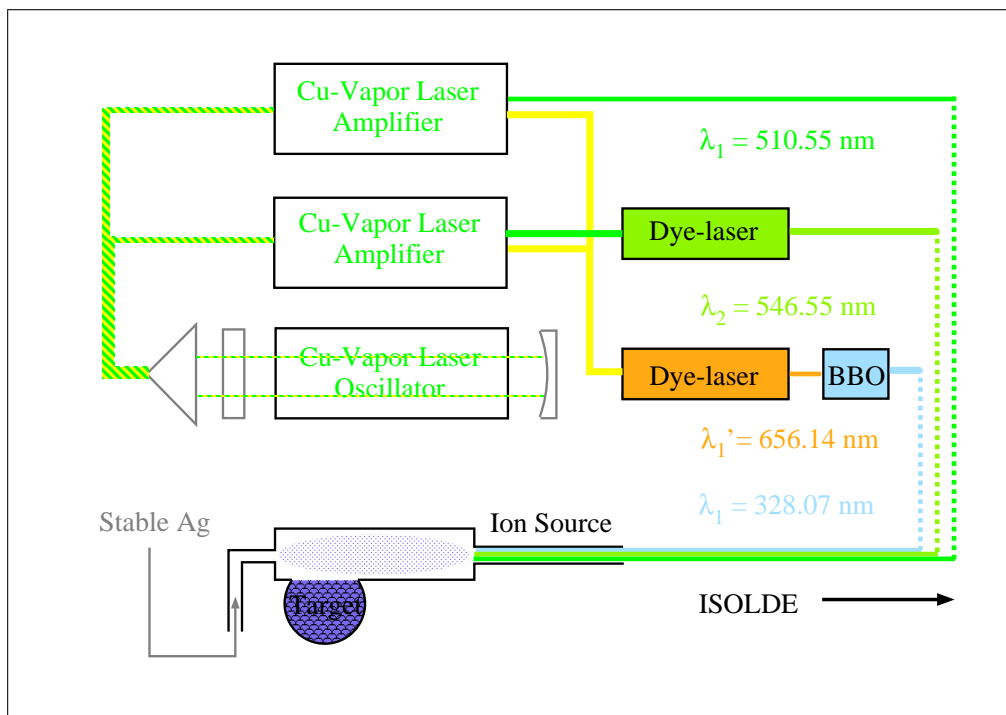 Cu-Vapor Laser
Amplifier
λ₁ = 510.55 nm
Cu-Vapor Laser
Amplifier
Dye-laser
λ₂ = 546.55 nm
Cu-Vapor Laser
Oscillator
Dye-laser
BBO
λ₁’= 656.14 nm
λ₁ = 328.07 nm
Stable Ag
Ion Source
Target
ISOLDE